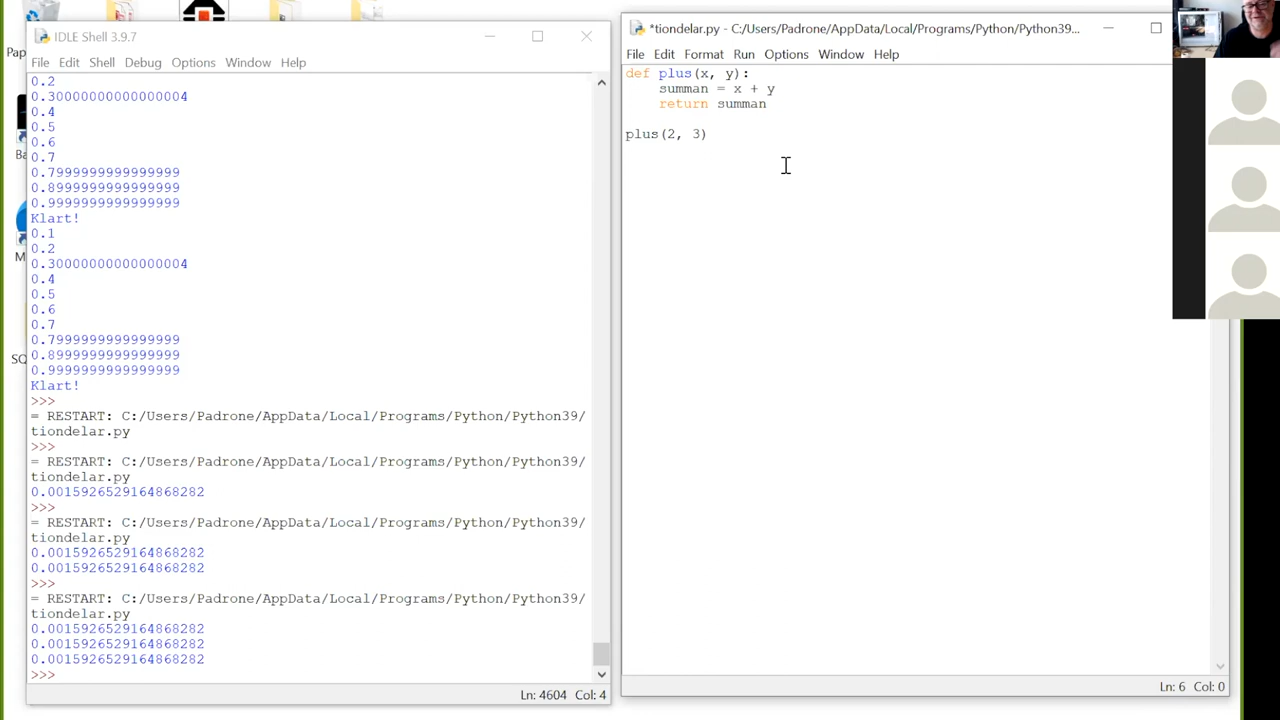 Pap
Ba
M
SQ
IDLE Shell 3.9.7
File Edit Shell Debug Options Window Help
0.2
0.30000000000000004
0.4
0.5
0.6
0.7
0.7999999999999999
0.8999999999999999
0.9999999999999999
Klart!
0.1
0.2
0.30000000000000004
0.4
0.5
0.6
0.7
0.7999999999999999
0.8999999999999999
0.9999999999999999
Klart!
>>>
= RESTART: C:/Users/Padrone/AppData/Local/Programs/Python/Python39/
tiondelar.py
>>>
= RESTART: C:/Users/Padrone/AppData/Local/Programs/Python/Python39/
tiondelar.py
0.0015926529164868282
>>>
= RESTART: C:/Users/Padrone/AppData/Local/Programs/Python/Python39/
tiondelar.py
0.0015926529164868282
0.0015926529164868282
>>>
= RESTART: C:/Users/Padrone/AppData/Local/Programs/Python/Python39/
tiondelar.py
0.0015926529164868282
0.0015926529164868282
0.0015926529164868282
>>>
Ln: 4604 Col: 4
*tiondelar.py - C:/Users/Padrone/AppData/Local/Programs/Python/Python39...
File Edit Format Run Options Window Help
def plus(x, y):
    summan = x + y
    return summan
plus(2, 3)
Ln: 6 Col: 0